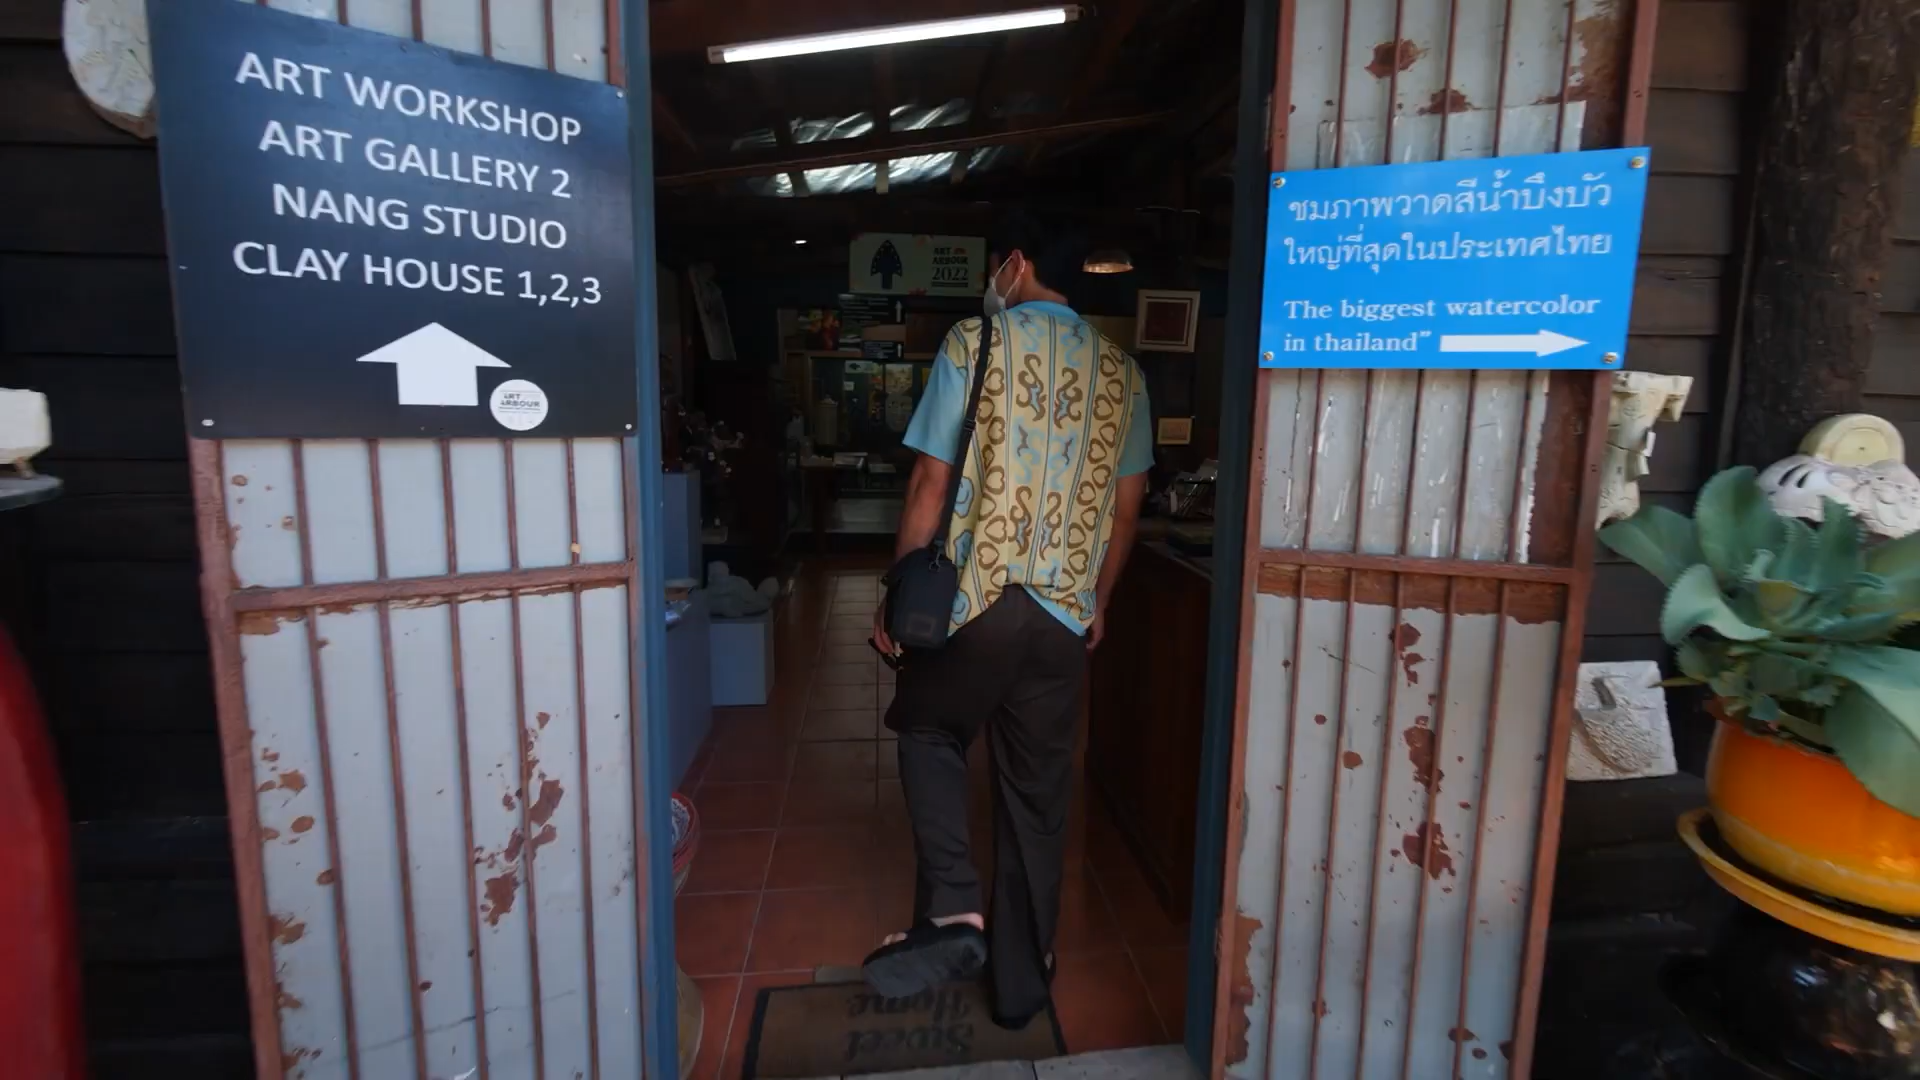 ART WORKSHOP
ART GALLERY 2
NANG STUDIO
CLAY HOUSE 1,2,3
ART
ARBOUR
ART
ARBOUR
2022
ชมภาพวาดสีน้ำบึงบัว
ใหญ่ที่สุดในประเทศไทย
The biggest watercolor
in thailand”
Sweet
Home